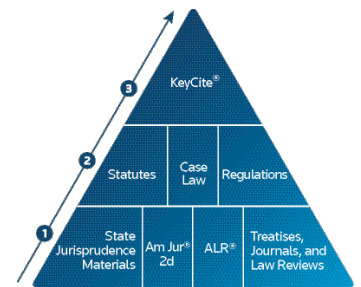 3
KeyCite®
2
Statutes
Case
Law
Regulations
1
State
Jurisprudence
Materials
Am Jur®
2d
ALR®
Treatises,
Journals, and
Law Reviews